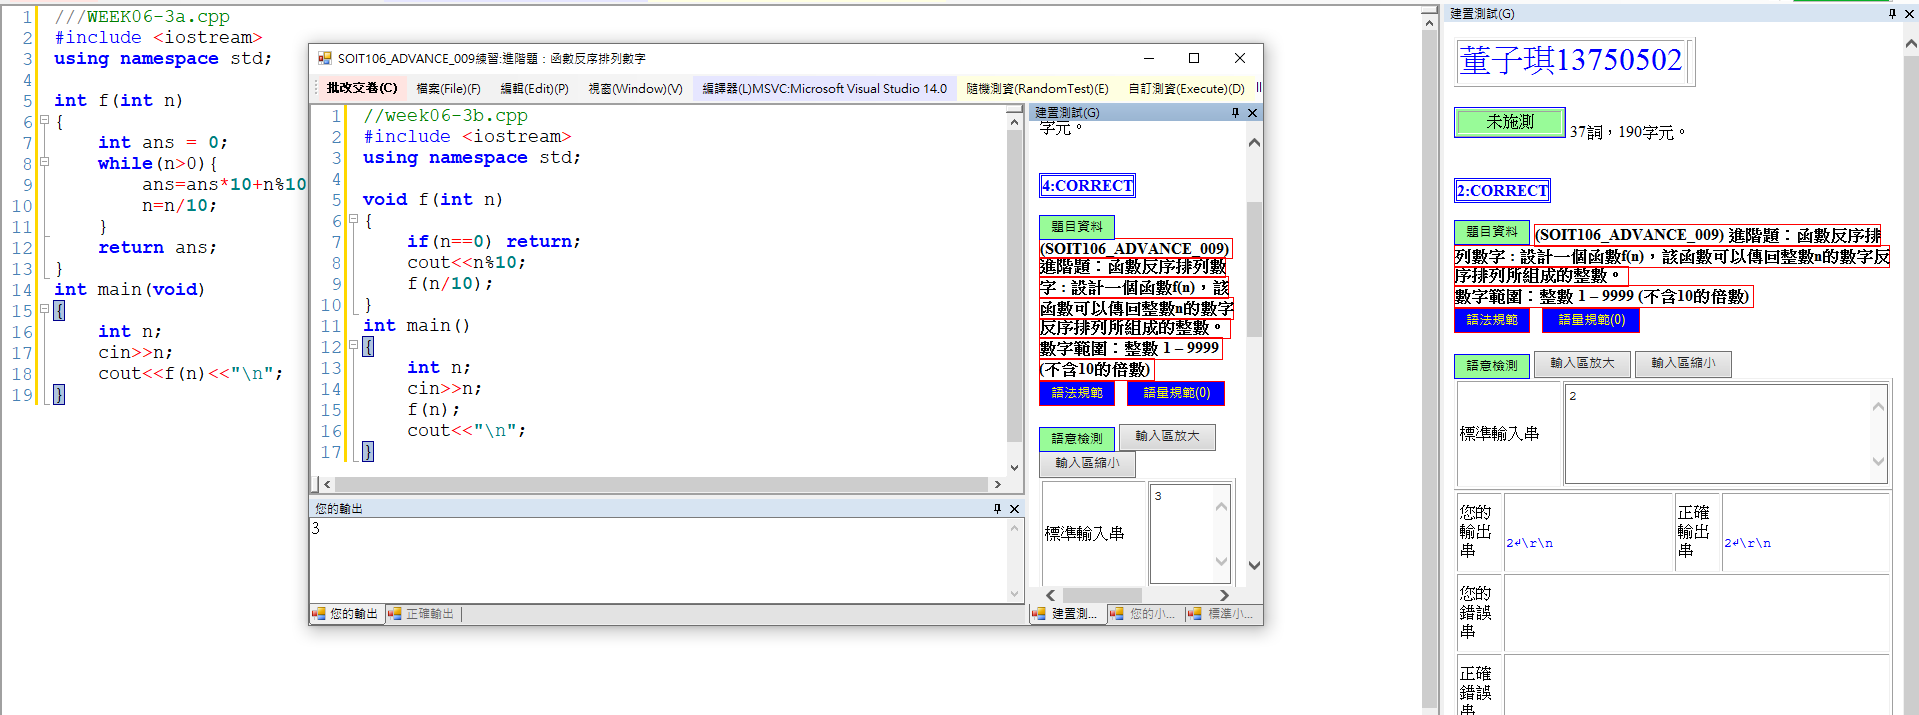 1 ///WEEK06-3a.cpp
2 #include <iostream>
3 using namespace std;
4
5 int f(int n)
6 {
7 int ans = 0;
8 while(n>0){
9 ans=ans*10+n%10
10 n=n/10;
11 }
12 return ans;
13 }
14 int main(void)
15 {
16 int n;
17 cin>>n;
18 cout<<f(n)<<"\n";
19 }
SOIT106_ADVANCE_009練習:進階題：函數反序排列數字
批改交卷(C) 檔案(File)(F) 編輯(Edit)(P) 視窗(Window)(V) 編譯器(L)MSVC:Microsoft Visual Studio 14.0 隨機測資(RandomTest)(E) 自訂測資(Execute)(D)
1 //week06-3b.cpp
2 #include <iostream>
3 using namespace std;
4
5 void f(int n)
6 {
7 if(n==0) return;
8 cout<<n%10;
9 f(n/10);
10 }
11 int main()
12 {
13 int n;
14 cin>>n;
15 f(n);
16 cout<<"\n";
17 }
您的輸出
3
您的輸出 正確輸出
建置測試(G)
字元。
4:CORRECT
題目資料
(SOIT106_ADVANCE_009)
進階題：函數反序排列數
字 : 設計一個函數f(n)，該
函數可以傳回整數n的數字
反序排列所組成的整數。
數字範圍：整數 1 – 9999
(不含10的倍數)
語法規範 語量規範(0)
語意檢測 輸入區放大
輸入區縮小
標準輸入串
3
建置測... 您的小... 標準小...
建置測試(G)
董子琪13750502
未施測 37詞，190字元。
2:CORRECT
題目資料 (SOIT106_ADVANCE_009) 進階題：函數反序排
列數字 : 設計一個函數f(n)，該函數可以傳回整數n的數字反
序排列所組成的整數。
數字範圍：整數 1 – 9999 (不含10的倍數)
語法規範 語量規範(0)
語意檢測 輸入區放大 輸入區縮小
標準輸入串
2
您的
輸出
串
2↵\r\n
正確
輸出
串
2↵\r\n
您的
錯誤
串
正確
錯誤
串